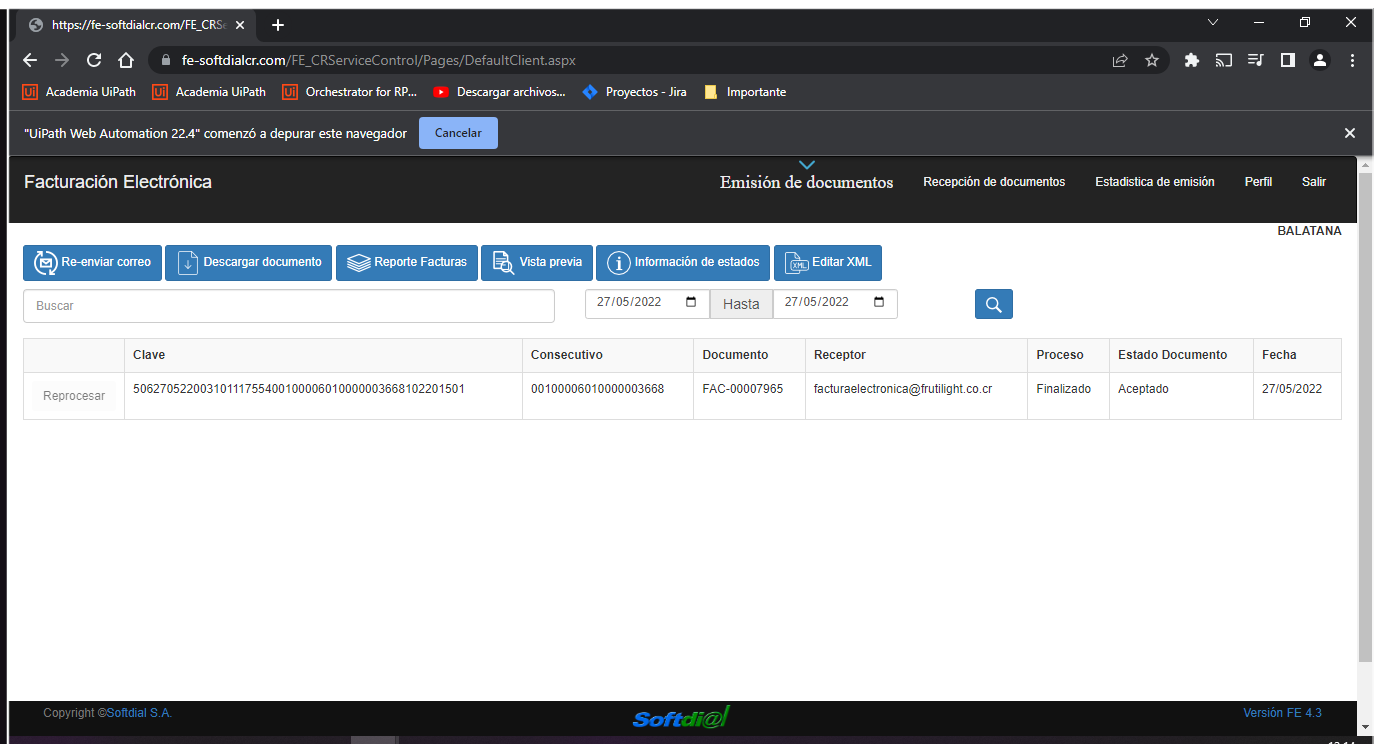 https://fe-softdialcr.com/FE_CRSe
fe-softdialcr.com/FE_CRServiceControl/Pages/DefaultClient.aspx
Academia UiPath Academia UiPath Orchestrator for RP... Descargar archivos... Proyectos - Jira Importante
"UiPath Web Automation 22.4" comenzó a depurar este navegador Cancelar
Facturación Electrónica Emisión de documentos Recepción de documentos Estadistica de emisión Perfil Salir
BALATANA
Re-enviar correo Descargar documento Reporte Facturas Vista previa Información de estados Editar XML
Buscar 27/05/2022 Hasta 27/05/2022
Clave Consecutivo Documento Receptor Proceso Estado Documento Fecha
Reprocesar 50627052200310111755400100006010000003668102201501 00100006010000003668 FAC-00007965 facturaelectronica@frutilight.co.cr Finalizado Aceptado 27/05/2022
Copyright ©Softdial S.A. Softdi@l Versión FE 4.3